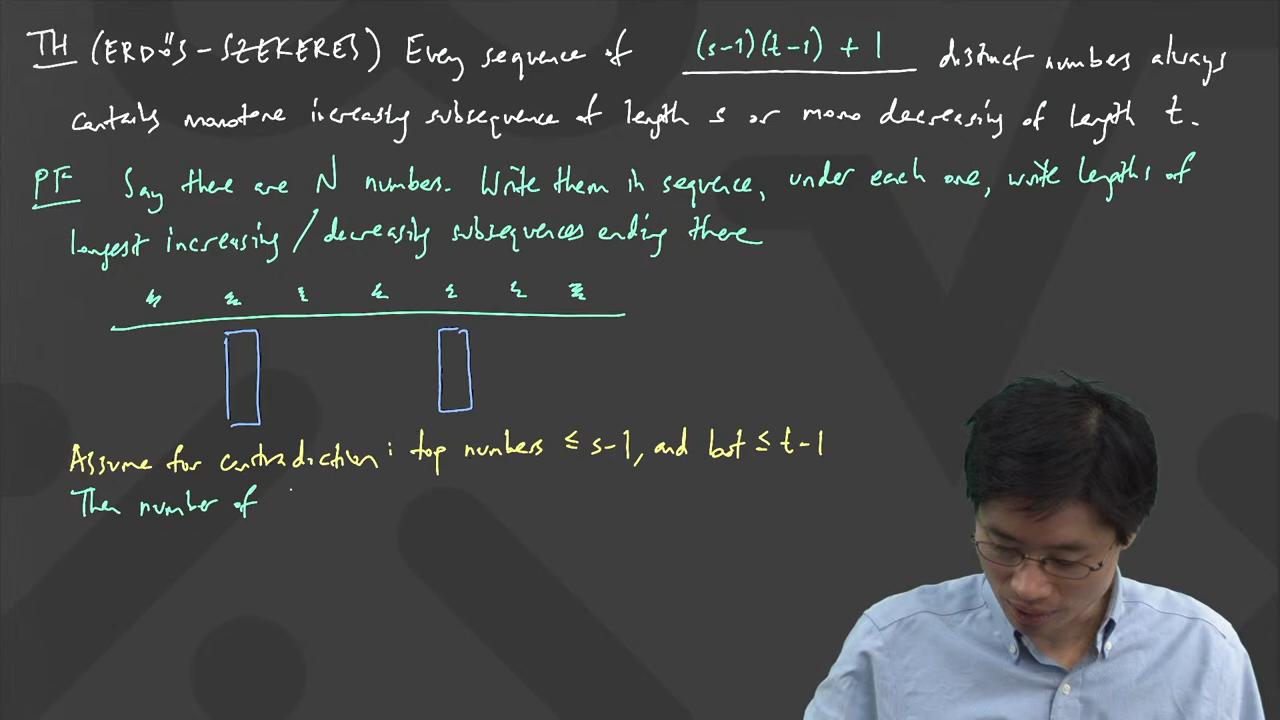 TH (ERDŐS-SZEKERES) Every sequence of (s-1)(t-1) + 1 distinct numbers always
contains monotone increasing subsequence of length s or mono decreasing of length t.
PF Say there are N numbers. Write them in sequence, under each one, write lengths of
longest increasing / decreasing subsequences ending there
Assume for contradiction: top numbers ≤ s-1, and bot ≤ t-1
Then number of